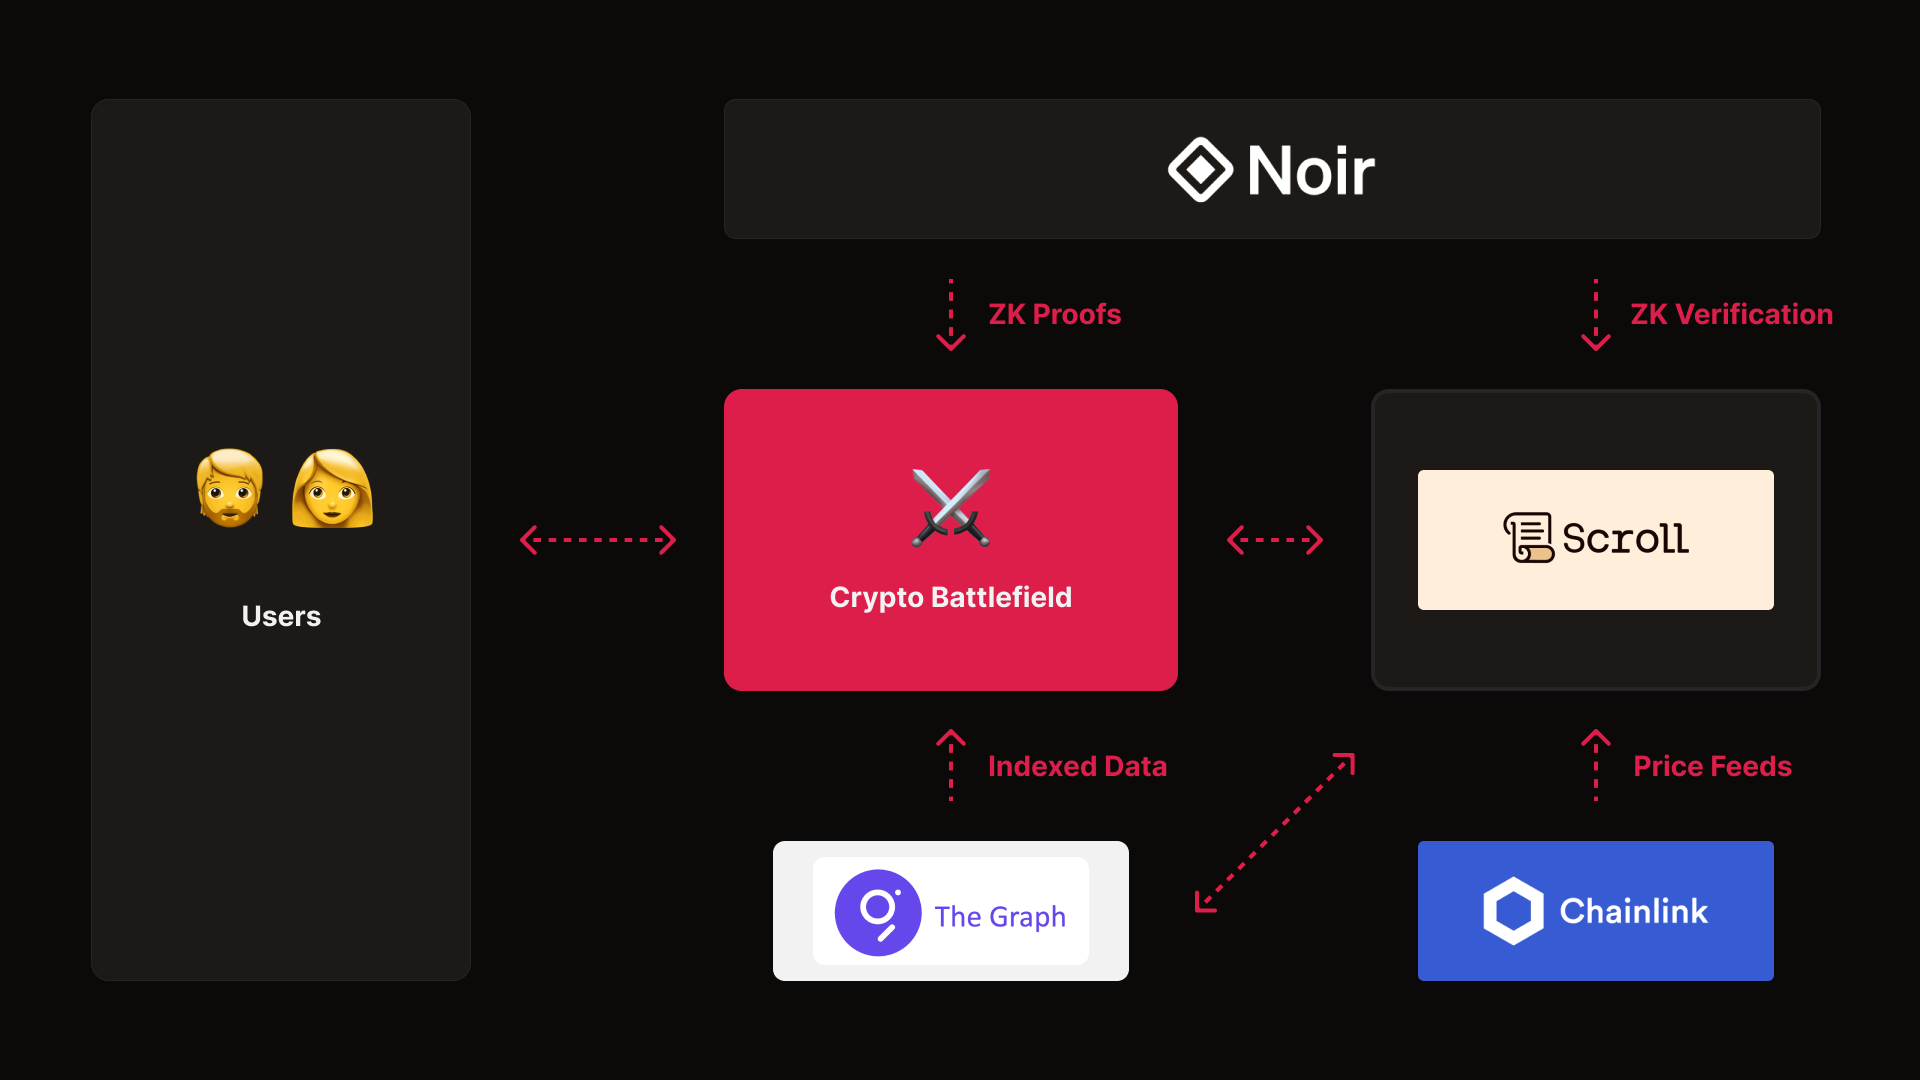 Noir
ZK Proofs
ZK Verification
Users
Crypto Battlefield
Scroll
Indexed Data
Price Feeds
The Graph
Chainlink